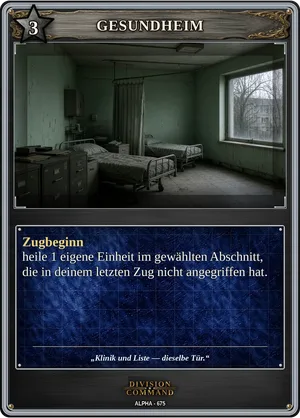 3
GESUNDHEIM
Zugbeginn
heile 1 eigene Einheit im gewählten Abschnitt,
die in deinem letzten Zug nicht angegriffen hat.
„Klinik und Liste — dieselbe Tür.“
DIVISION
COMMAND
ALPHA - 675